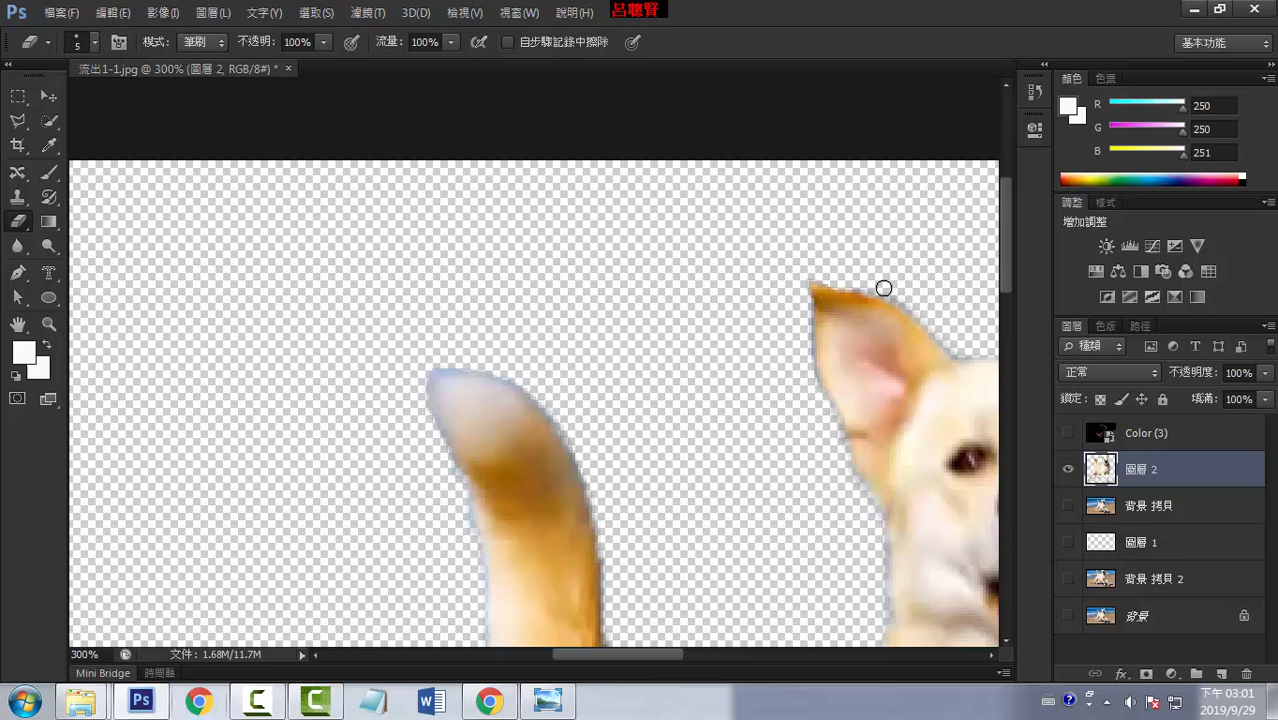 Ps 檔案(F) 編輯(E) 影像(I) 圖層(L) 文字(Y) 選取(S) 濾鏡(T) 3D(D) 檢視(V) 視窗(W) 說明(H) 呂聰賢
5 模式: 筆刷 不透明: 100% 流量: 100% 自步驟記錄中擦除 基本功能
流出1-1.jpg @ 300% (圖層 2, RGB/8#) * ×
顏色 色票
R 250
G 250
B 251
調整 樣式
增加調整
圖層 色版 路徑
種類
正常 不透明度: 100%
鎖定: 填滿: 100%
Color (3)
圖層 2
背景 拷貝
圖層 1
背景 拷貝 2
背景
300% 文件: 1.68M/11.7M
Mini Bridge 時間軸
下午 03:01
2019/9/29